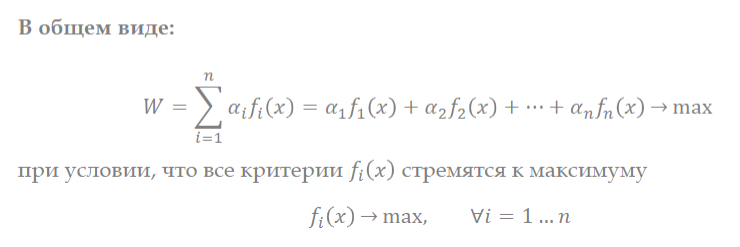 В общем виде:
W = ∑_{i=1}^{n} α_i f_i(x) = α_1 f_1(x) + α_2 f_2(x) + ⋯ + α_n f_n(x) → max
при условии, что все критерии f_i(x) стремятся к максимуму
f_i(x) → max, ∀i = 1 … n